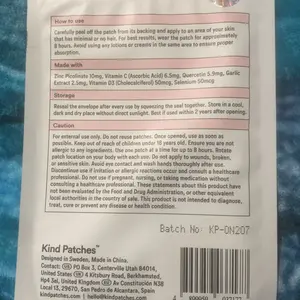 How to use
Carefully peel off the patch from its backing and apply to an area of your skin
that has minimal or no hair. For best results, wear the patch for approximately
8 hours. Avoid using any lotions or creams in the same area to ensure proper
absorption.
Made with
Zinc Picolinate 10mg, Vitamin C (Ascorbic Acid) 6.5mg, Quercetin 5.9mg, Garlic
Extract 2.5mg, Vitamin D3 (Cholecalciferol) 50mcg, Selenium 50mcg
Storage
Reseal the envelope after every use by squeezing the seal together. Store in a cool,
dark and dry place without direct sunlight. Best if used within 2 years after opening.
Caution
For external use only. Do not reuse patches. Once opened, use as soon as
possible. Keep out of reach of children under 16 years old. Ensure you are not
allergic to any ingredients. Use one patch at a time for up to 8 hours. Rotate
patch location on your body with each use. Do not apply to wounds, broken,
or sensitive skin. Avoid eye contact and wash hands thoroughly after use.
Discontinue if irritation or allergic reactions occur and consult a healthcare
professional. Do not use if pregnant, nursing, or taking medication without
consulting a healthcare professional. These statements about this product have
not been evaluated by the Food and Drug Administration, or other equivalent
local authorities in the country of sale. This product is not intended to diagnose,
treat, cure or prevent any disease or health condition.
Batch No: KP-ON207
Kind Patches™
Designed in Sweden, Made in China.
Contact: US PO Box 3, Centerville Utah 84014,
United States UK 4 Kitsbury Road, Berkhamsted,
Hp4 3eg, United Kingdom EU Av Constitución N38
Local 13, 29670, San Pedro De Alcantara, Spain
kindpatches.com | hello@kindpatches.com